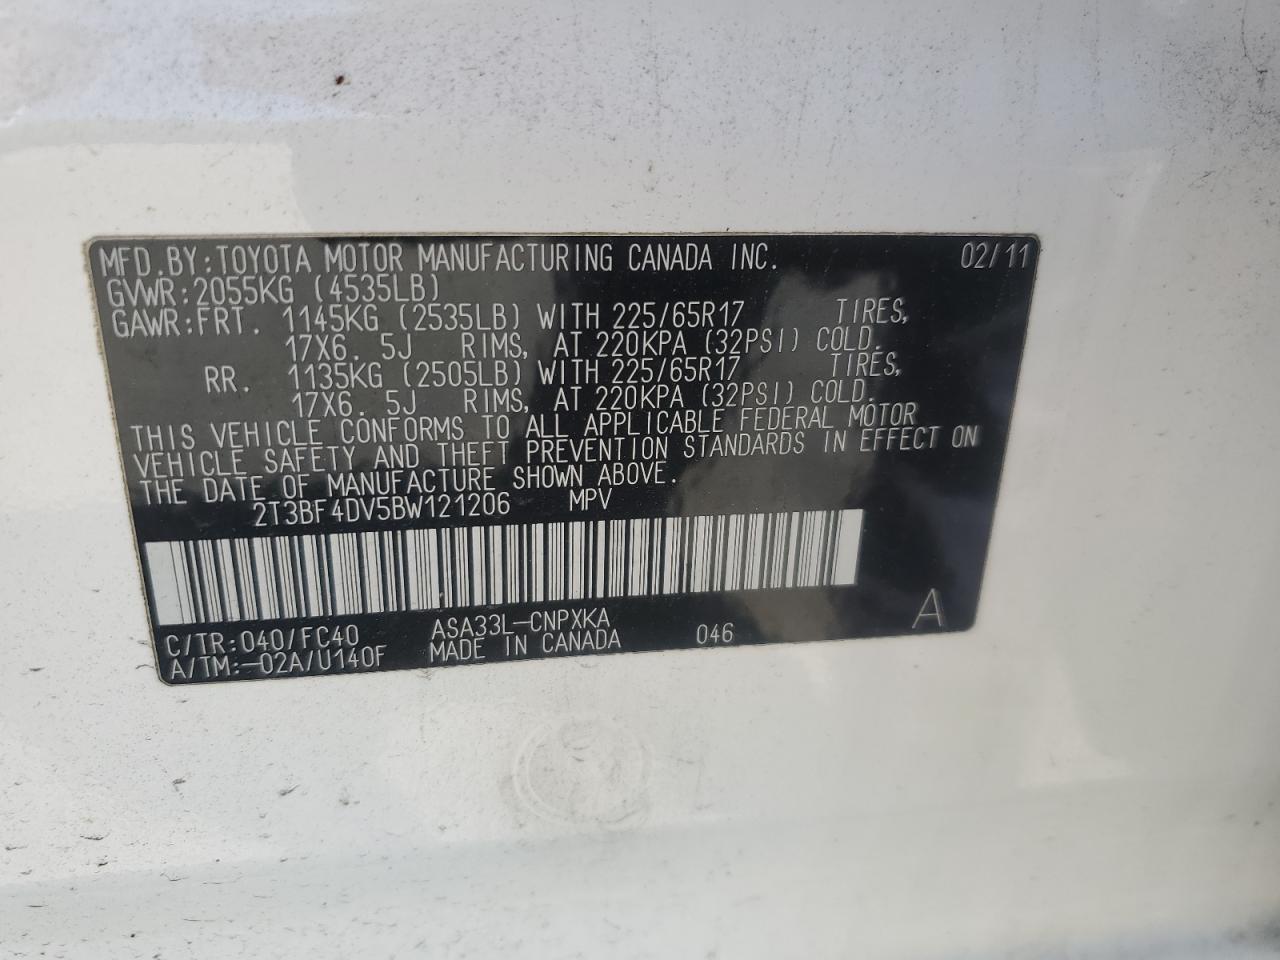 MFD.BY:TOYOTA MOTOR MANUFACTURING CANADA INC. 02/11
GVWR:2055KG (4535LB)
GAWR:FRT. 1145KG (2535LB) WITH 225/65R17 TIRES,
17X6. 5J RIMS, AT 220KPA (32PSI) COLD.
RR. 1135KG (2505LB) WITH 225/65R17 TIRES,
17X6. 5J RIMS, AT 220KPA (32PSI) COLD.
THIS VEHICLE CONFORMS TO ALL APPLICABLE FEDERAL MOTOR
VEHICLE SAFETY AND THEFT PREVENTION STANDARDS IN EFFECT ON
THE DATE OF MANUFACTURE SHOWN ABOVE.
2T3BF4DV5BW121206 MPV
C/TR:040/FC40 ASA33L-CNPXKA 046 A
A/TM:-02A/U140F MADE IN CANADA